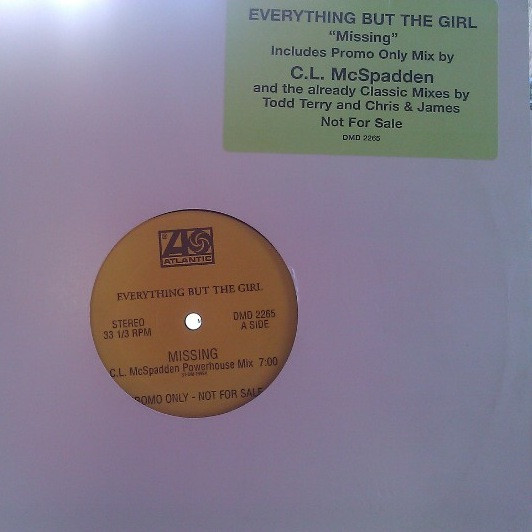 EVERYTHING BUT THE GIRL
"Missing"
Includes Promo Only Mix by
C.L. McSpadden
and the already Classic Mixes by
Todd Terry and Chris & James
Not For Sale
DMD 2265
ATLANTIC
EVERYTHING BUT THE GIRL
STEREO
33 1/3 RPM
DMD 2265
A SIDE
MISSING
C.L. McSpadden Powerhouse Mix 7:00
PROMO ONLY - NOT FOR SALE